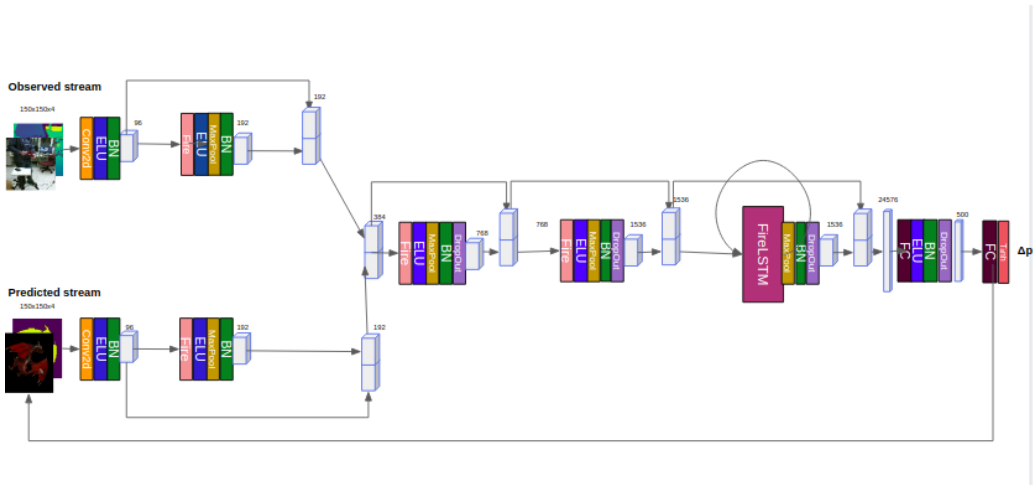 Observed stream
150x150x4
Conv2d
ELU
BN
96
Fire
ELU
MaxPool
BN
192
192
384
Fire
ELU
MaxPool
BN
DropOut
768
768
Fire
ELU
MaxPool
BN
DropOut
1536
1536
FireLSTM
MaxPool
DropOut
1536
24576
FC
ELU
BN
DropOut
500
FC
Tanh
Δp
Predicted stream
150x150x4
Conv2d
ELU
BN
96
Fire
ELU
MaxPool
BN
192
192